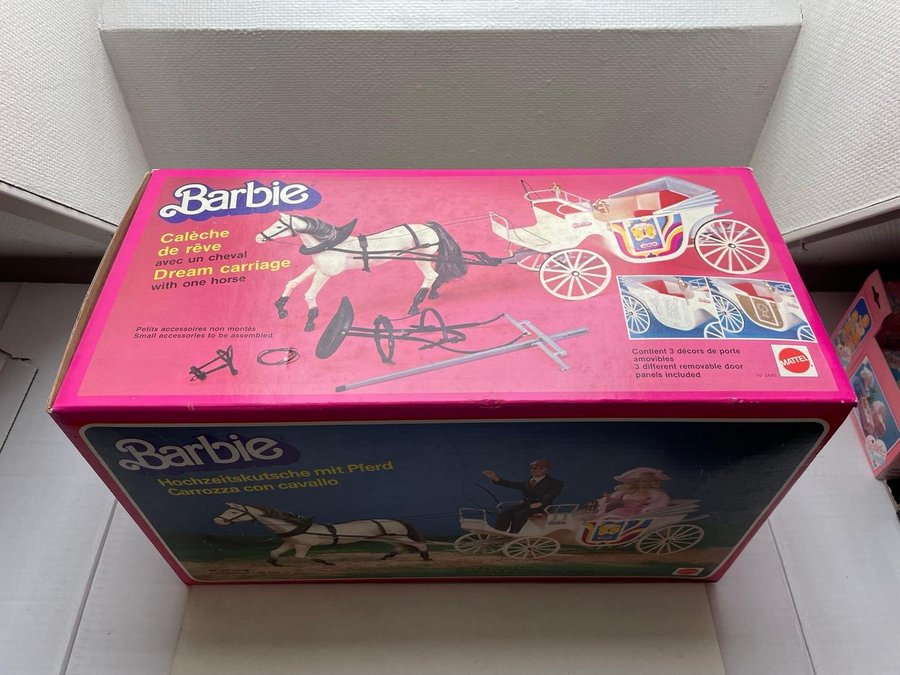 Barbie
Calèche
de rêve
avec un cheval
Dream carriage
with one horse
Petits accessoires non montés
Small accessories to be assembled
Contient 3 décors de porte
amovibles
3 different removable door
panels included
MATTEL
Barbie
Hochzeitskutsche mit Pferd
Carrozza con cavallo